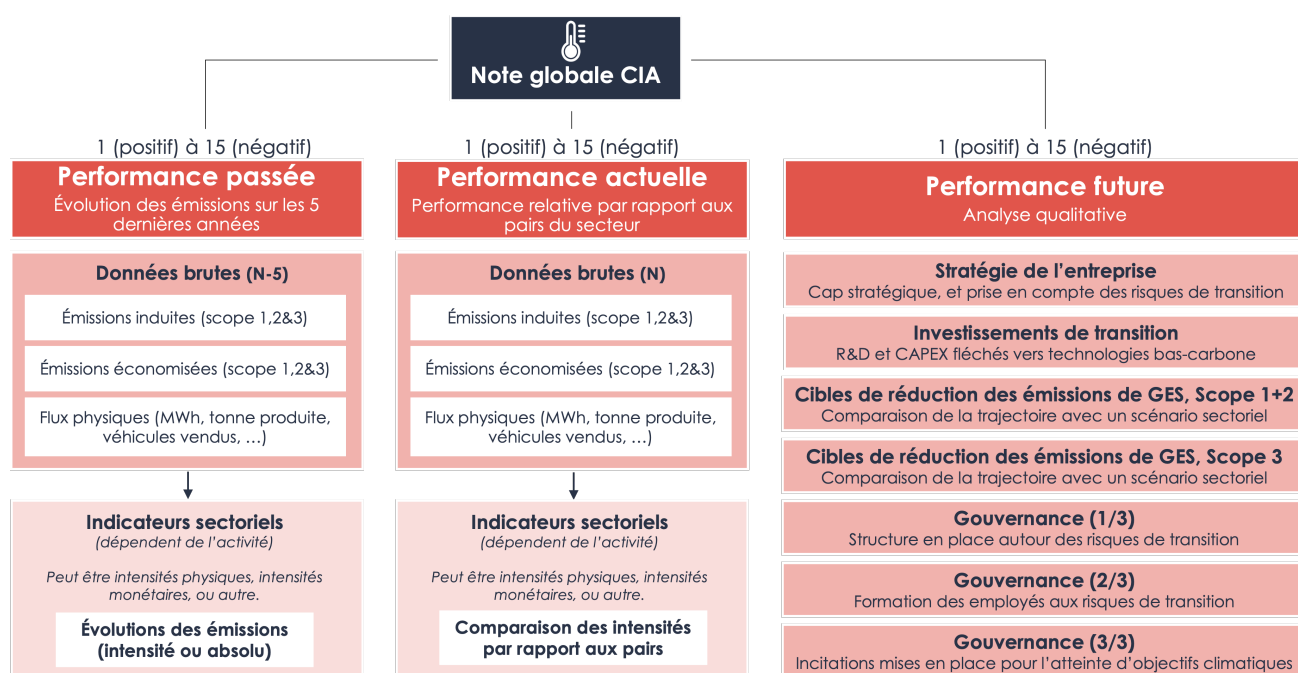 Note globale CIA
1 (positif) à 15 (négatif)
Performance passée
Évolution des émissions sur les 5
dernières années
Données brutes (N-5)
Émissions induites (scope 1,2&3)
Émissions économisées (scope 1,2&3)
Flux physiques (MWh, tonne produite,
véhicules vendus, …)
Indicateurs sectoriels
(dépendent de l’activité)
Peut être intensités physiques, intensités
monétaires, ou autre.
Évolutions des émissions
(intensité ou absolu)
1 (positif) à 15 (négatif)
Performance actuelle
Performance relative par rapport aux
pairs du secteur
Données brutes (N)
Émissions induites (scope 1,2&3)
Émissions économisées (scope 1,2&3)
Flux physiques (MWh, tonne produite,
véhicules vendus, …)
Indicateurs sectoriels
(dépendent de l’activité)
Peut être intensités physiques, intensités
monétaires, ou autre.
Comparaison des intensités
par rapport aux pairs
1 (positif) à 15 (négatif)
Performance future
Analyse qualitative
Stratégie de l’entreprise
Cap stratégique, et prise en compte des risques de transition
Investissements de transition
R&D et CAPEX fléchés vers technologies bas-carbone
Cibles de réduction des émissions de GES, Scope 1+2
Comparaison de la trajectoire avec un scénario sectoriel
Cibles de réduction des émissions de GES, Scope 3
Comparaison de la trajectoire avec un scénario sectoriel
Gouvernance (1/3)
Structure en place autour des risques de transition
Gouvernance (2/3)
Formation des employés aux risques de transition
Gouvernance (3/3)
Incitations mises en place pour l’atteinte d’objectifs climatiques